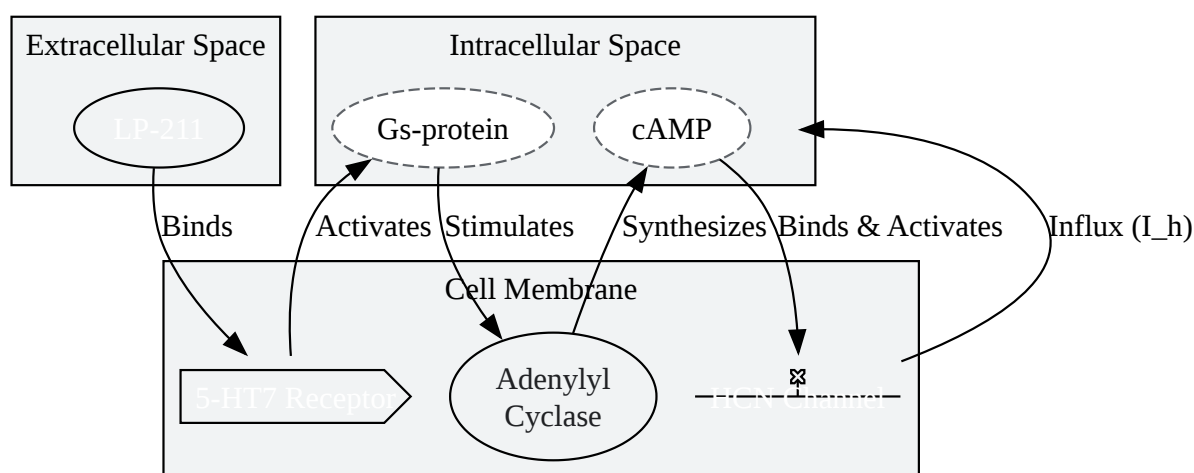 Extracellular Space
Intracellular Space
LP-211
Gs-protein
cAMP
Binds
Activates
Stimulates
Synthesizes
Binds & Activates
Influx (I_h)
Cell Membrane
5-HT7 Receptor
Adenylyl
Cyclase
HCN Channel